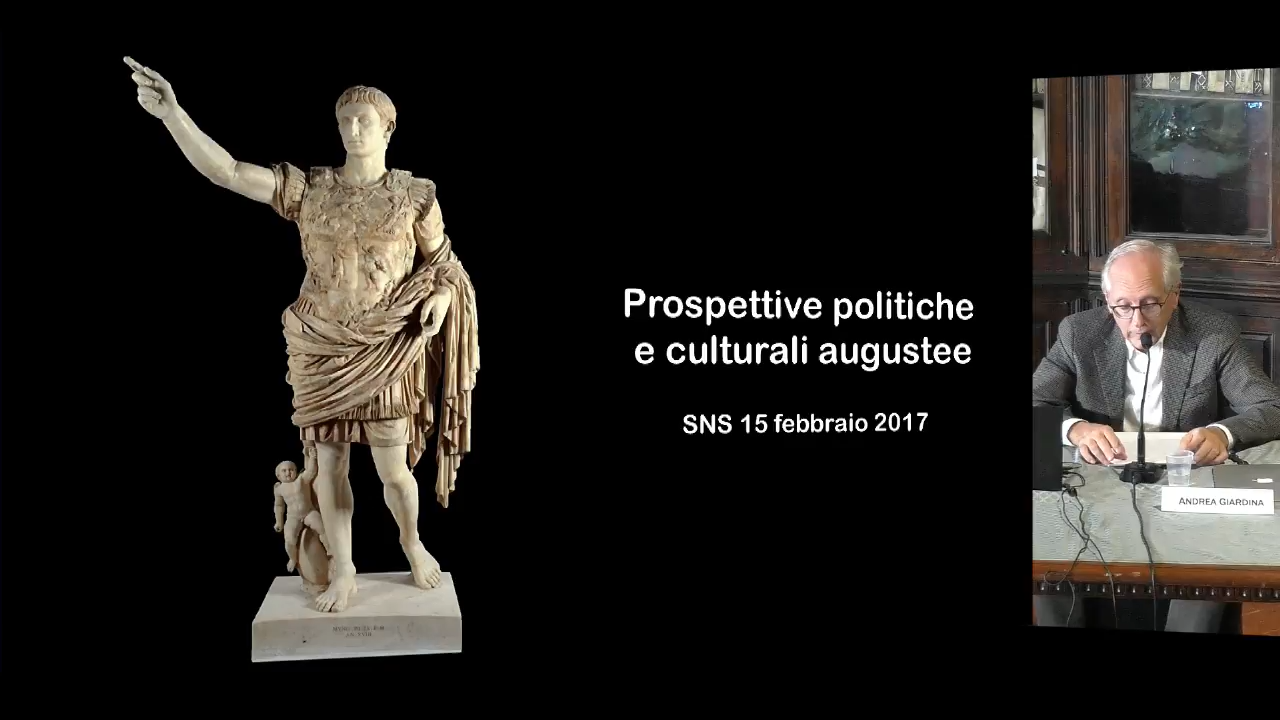 Prospettive politiche
e culturali augustee
SNS 15 febbraio 2017
ANDREA GIARDINA